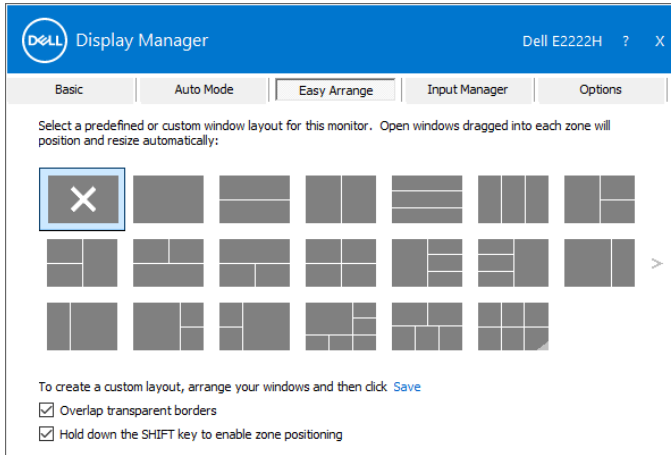 DELL Display Manager Dell E2222H ? X
Basic Auto Mode Easy Arrange Input Manager Options
Select a predefined or custom window layout for this monitor. Open windows dragged into each zone will
position and resize automatically:
>
To create a custom layout, arrange your windows and then click Save
Overlap transparent borders
Hold down the SHIFT key to enable zone positioning